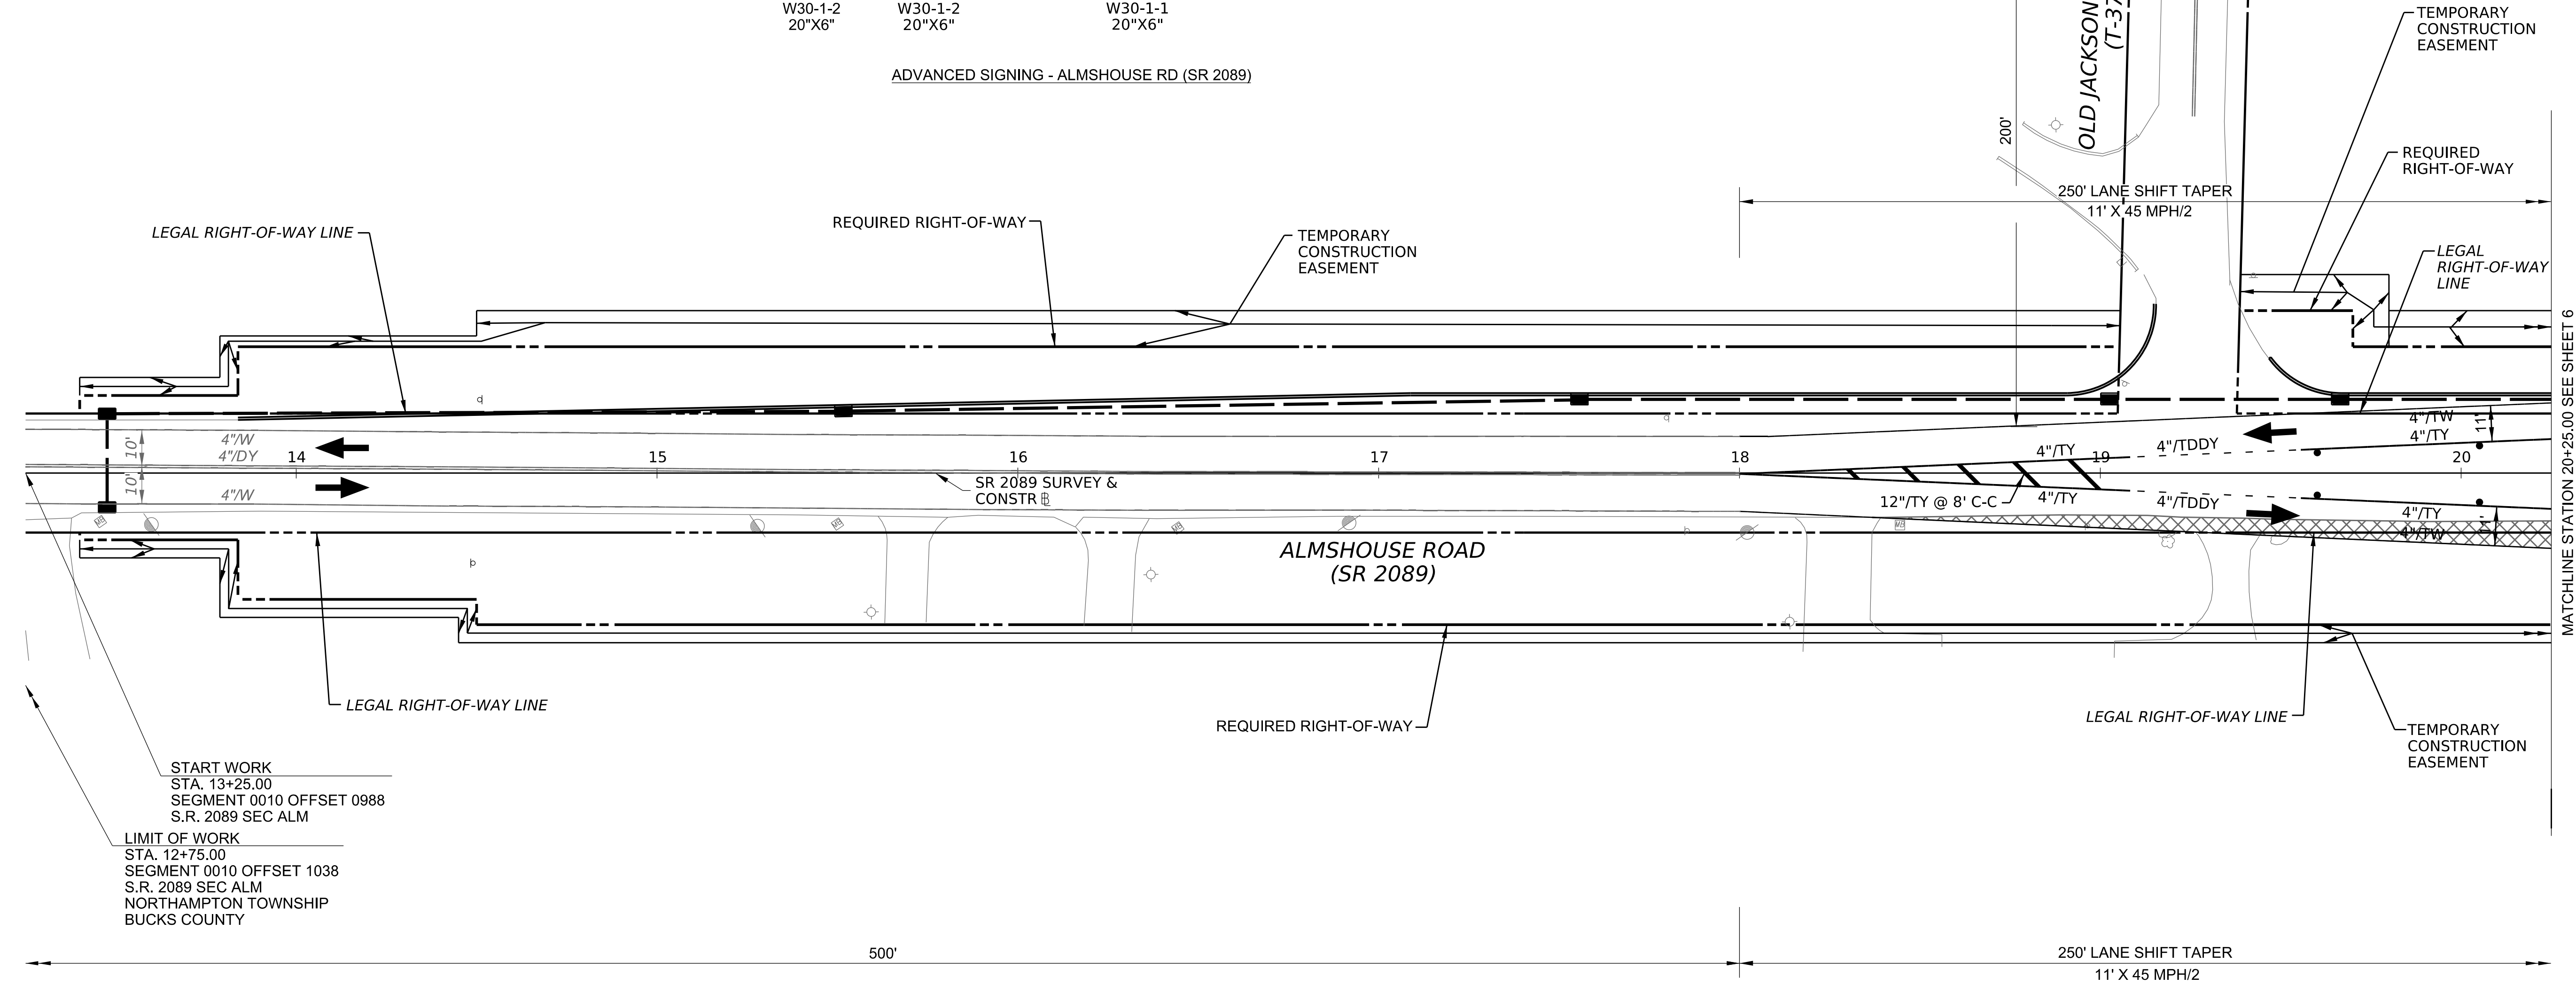 W30-1-2
20"X6"
W30-1-2
20"X6"
W30-1-1
20"X6"
ADVANCED SIGNING - ALMSHOUSE RD (SR 2089)
OLD JACKSON
(T-37
200'
TEMPORARY
CONSTRUCTION
EASEMENT
REQUIRED
RIGHT-OF-WAY
250' LANE SHIFT TAPER
11' X 45 MPH/2
LEGAL RIGHT-OF-WAY LINE
REQUIRED RIGHT-OF-WAY
TEMPORARY
CONSTRUCTION
EASEMENT
LEGAL
RIGHT-OF-WAY
LINE
MATCHLINE STATION 20+25.00 SEE SHEET 6
10'
10'
4"/W
4"/DY
4"/W
14
15
16
17
18
19
20
4"/TY
4"/TDDY
4"/TW
4"/TY
11'
SR 2089 SURVEY &
CONSTR B
12"/TY @ 8' C-C
4"/TY
4"/TDDY
4"/TY
4"/TW
11'
MB
MB
MB
MB
ALMSHOUSE ROAD
(SR 2089)
LEGAL RIGHT-OF-WAY LINE
REQUIRED RIGHT-OF-WAY
LEGAL RIGHT-OF-WAY LINE
TEMPORARY
CONSTRUCTION
EASEMENT
START WORK
STA. 13+25.00
SEGMENT 0010 OFFSET 0988
S.R. 2089 SEC ALM
LIMIT OF WORK
STA. 12+75.00
SEGMENT 0010 OFFSET 1038
S.R. 2089 SEC ALM
NORTHAMPTON TOWNSHIP
BUCKS COUNTY
500'
250' LANE SHIFT TAPER
11' X 45 MPH/2